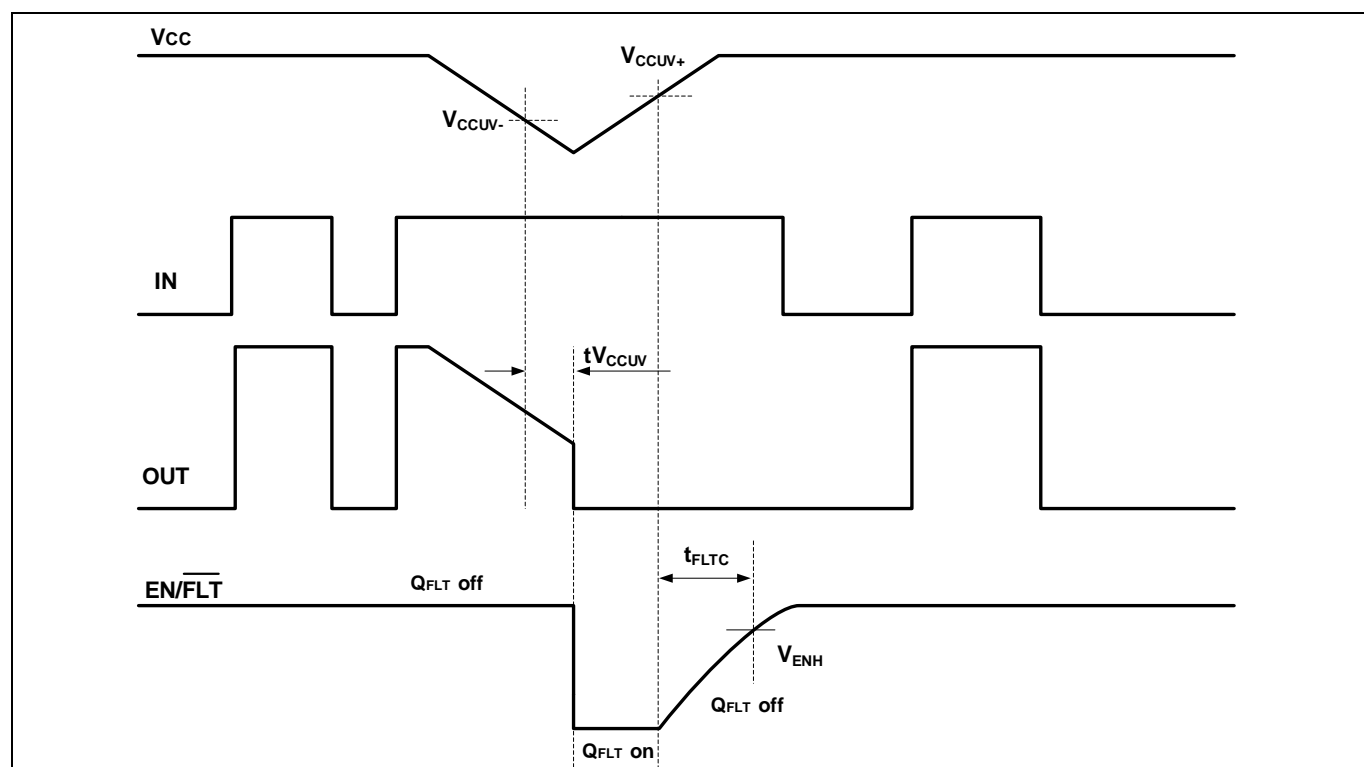 VCC
VCCUV+
VCCUV-
IN
tVCCUV
OUT
tFLTC
EN/FLT
QFLT off
VENH
QFLT off
QFLT on